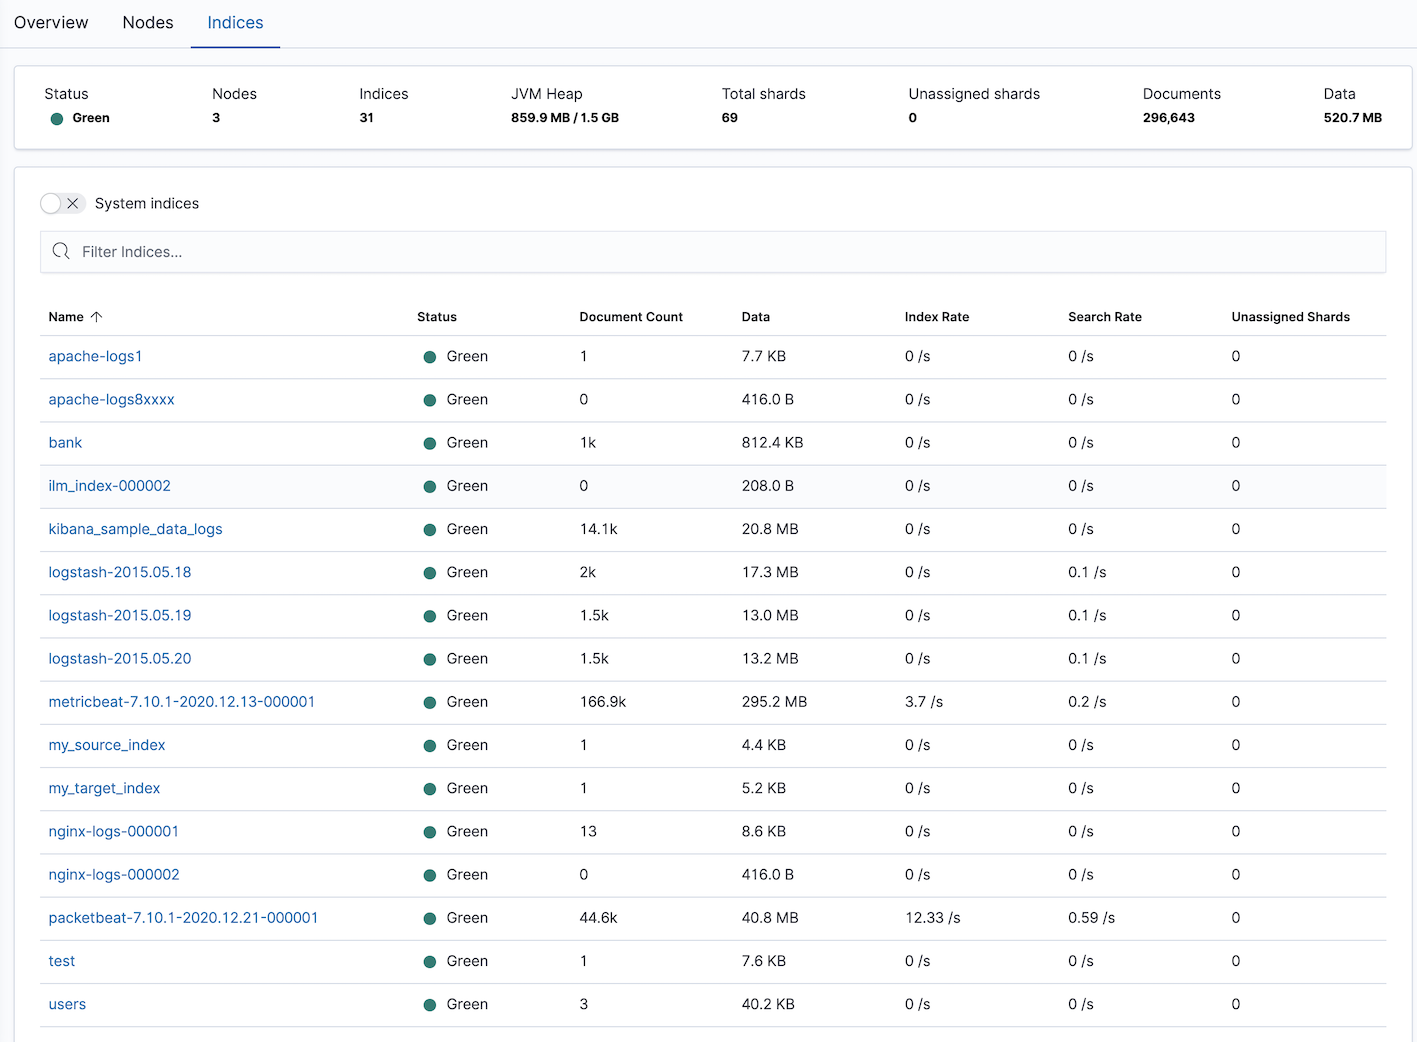 Overview Nodes Indices
Status Nodes Indices JVM Heap Total shards Unassigned shards Documents Data
Green 3 31 859.9 MB / 1.5 GB 69 0 296,643 520.7 MB
System indices
Filter Indices...
Name Status Document Count Data Index Rate Search Rate Unassigned Shards
apache-logs1 Green 1 7.7 KB 0 /s 0 /s 0
apache-logs8xxxx Green 0 416.0 B 0 /s 0 /s 0
bank Green 1k 812.4 KB 0 /s 0 /s 0
ilm_index-000002 Green 0 208.0 B 0 /s 0 /s 0
kibana_sample_data_logs Green 14.1k 20.8 MB 0 /s 0 /s 0
logstash-2015.05.18 Green 2k 17.3 MB 0 /s 0.1 /s 0
logstash-2015.05.19 Green 1.5k 13.0 MB 0 /s 0.1 /s 0
logstash-2015.05.20 Green 1.5k 13.2 MB 0 /s 0.1 /s 0
metricbeat-7.10.1-2020.12.13-000001 Green 166.9k 295.2 MB 3.7 /s 0.2 /s 0
my_source_index Green 1 4.4 KB 0 /s 0 /s 0
my_target_index Green 1 5.2 KB 0 /s 0 /s 0
nginx-logs-000001 Green 13 8.6 KB 0 /s 0 /s 0
nginx-logs-000002 Green 0 416.0 B 0 /s 0 /s 0
packetbeat-7.10.1-2020.12.21-000001 Green 44.6k 40.8 MB 12.33 /s 0.59 /s 0
test Green 1 7.6 KB 0 /s 0 /s 0
users Green 3 40.2 KB 0 /s 0 /s 0